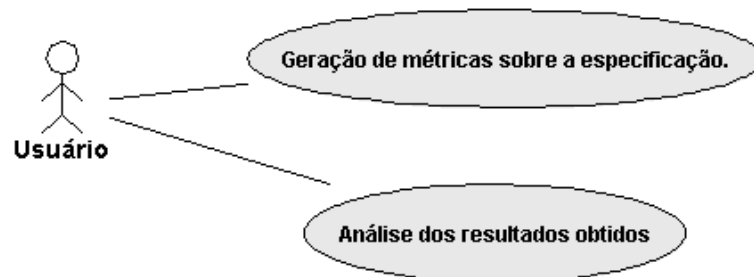 Geração de métricas sobre a especificação.
Usuário
Análise dos resultados obtidos